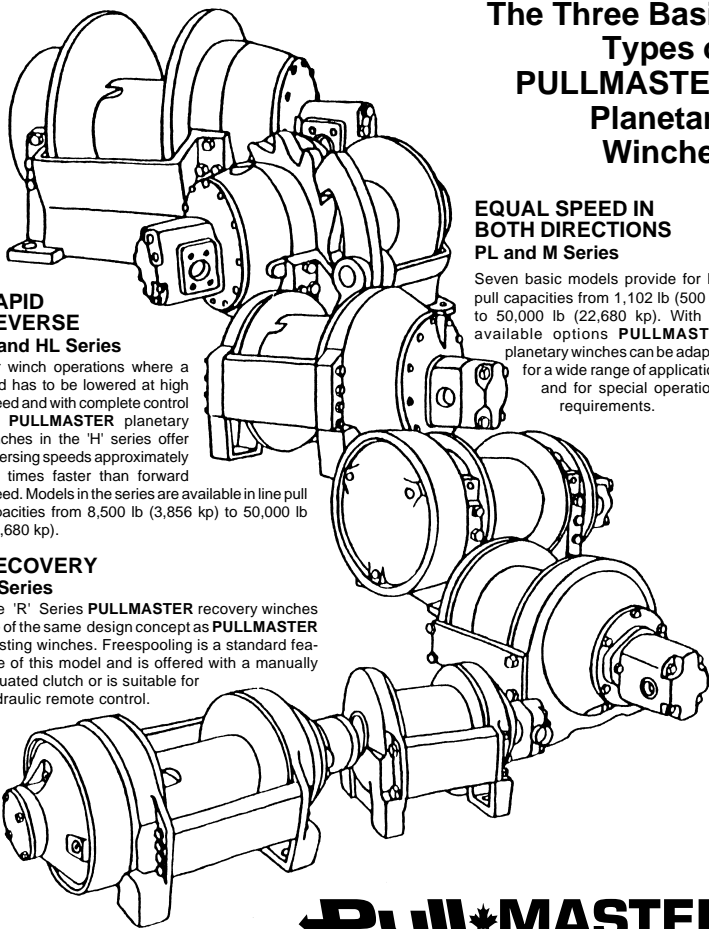 The Three Basi
Types o
PULLMASTE
Planetar
Winche
EQUAL SPEED IN
BOTH DIRECTIONS
PL and M Series
Seven basic models provide for l
pull capacities from 1,102 lb (500
to 50,000 lb (22,680 kp). With
available options PULLMAST
planetary winches can be adap
for a wide range of applicatio
and for special operatio
requirements.
APID
EVERSE
and HL Series
winch operations where a
d has to be lowered at high
eed and with complete control
PULLMASTER planetary
ches in the 'H' series offer
ersing speeds approximately
times faster than forward
eed. Models in the series are available in line pull
pacities from 8,500 lb (3,856 kp) to 50,000 lb
,680 kp).
ECOVERY
Series
e 'R' Series PULLMASTER recovery winches
of the same design concept as PULLMASTER
sting winches. Freespooling is a standard fea-
e of this model and is offered with a manually
uated clutch or is suitable for
draulic remote control.
Pull MASTER